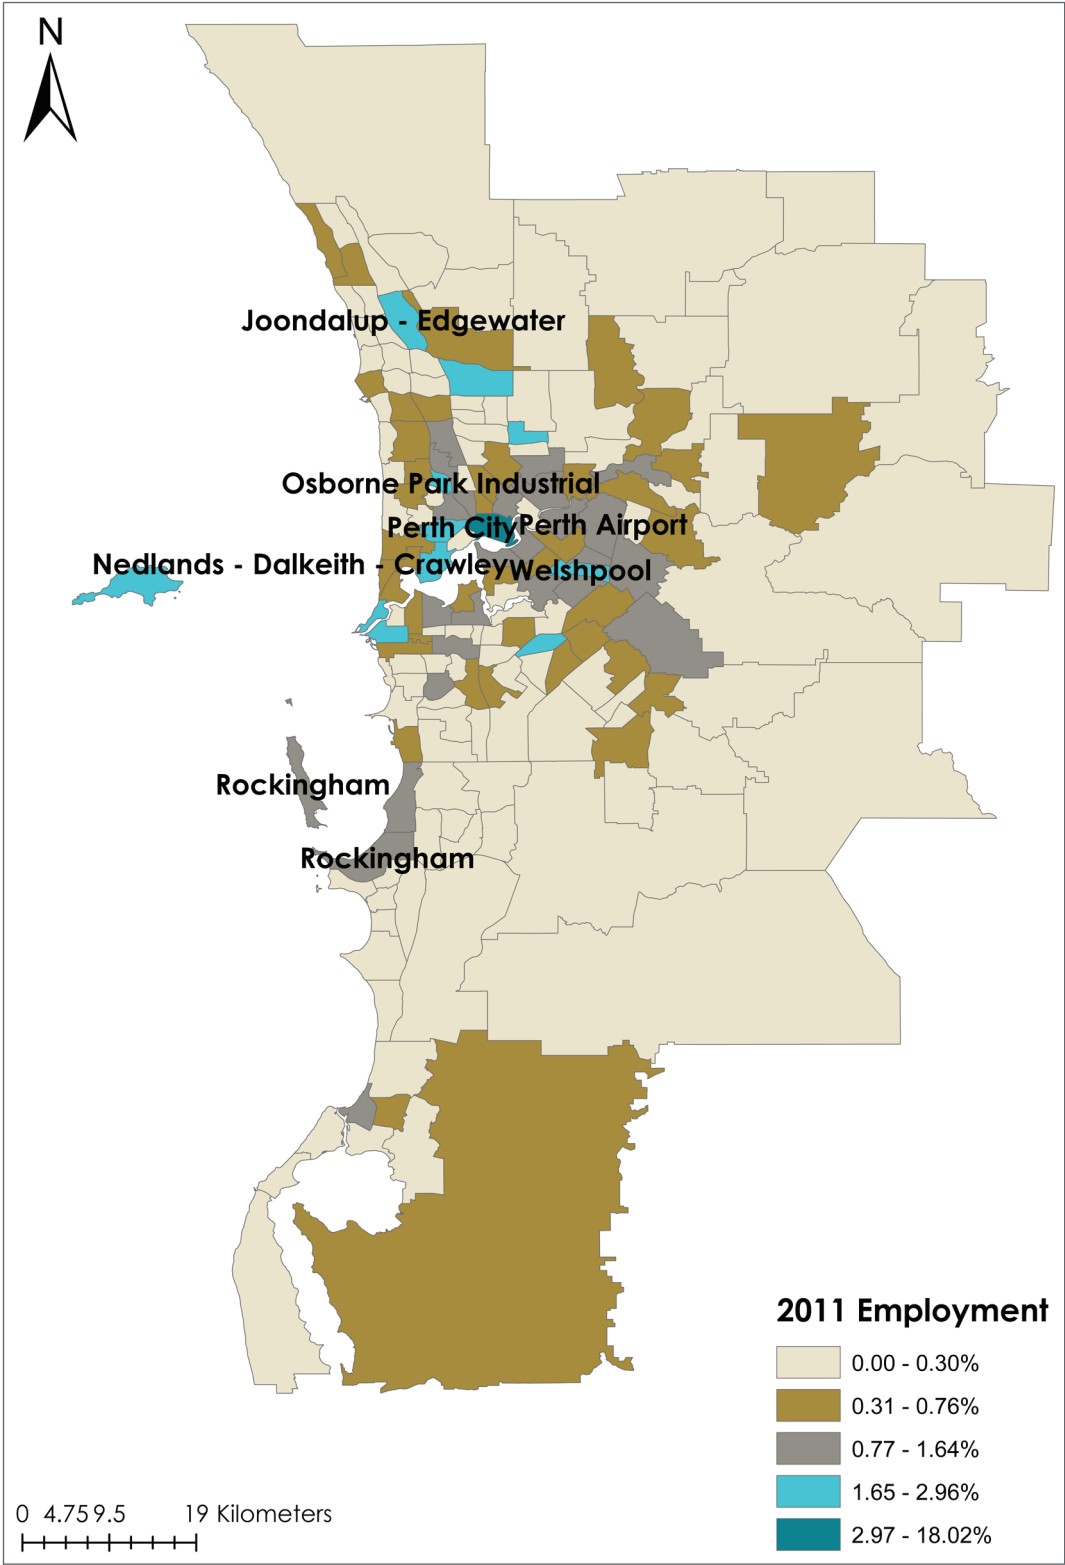 N
Joondalup - Edgewater
Osborne Park Industrial
Perth City
Perth Airport
Nedlands - Dalkeith - Crawley
Welshpool
Rockingham
Rockingham
2011 Employment
0.00 - 0.30%
0.31 - 0.76%
0.77 - 1.64%
1.65 - 2.96%
2.97 - 18.02%
0 4.75 9.5 19 Kilometers